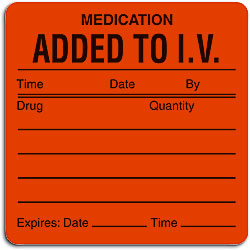 MEDICATION
ADDED TO I.V.
Time Date By
Drug Quantity
Expires: Date Time